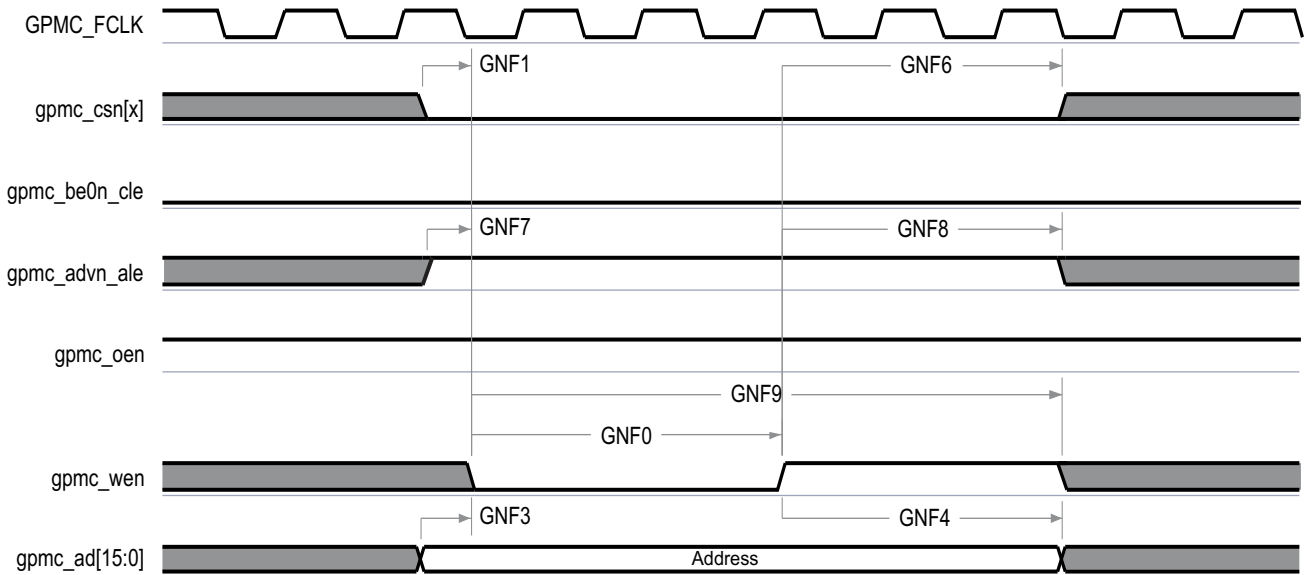 GPMC_FCLK
GNF1
GNF6
gpmc_csn[x]
gpmc_be0n_cle
GNF7
GNF8
gpmc_advn_ale
gpmc_oen
GNF9
GNF0
gpmc_wen
GNF3
GNF4
gpmc_ad[15:0]
Address